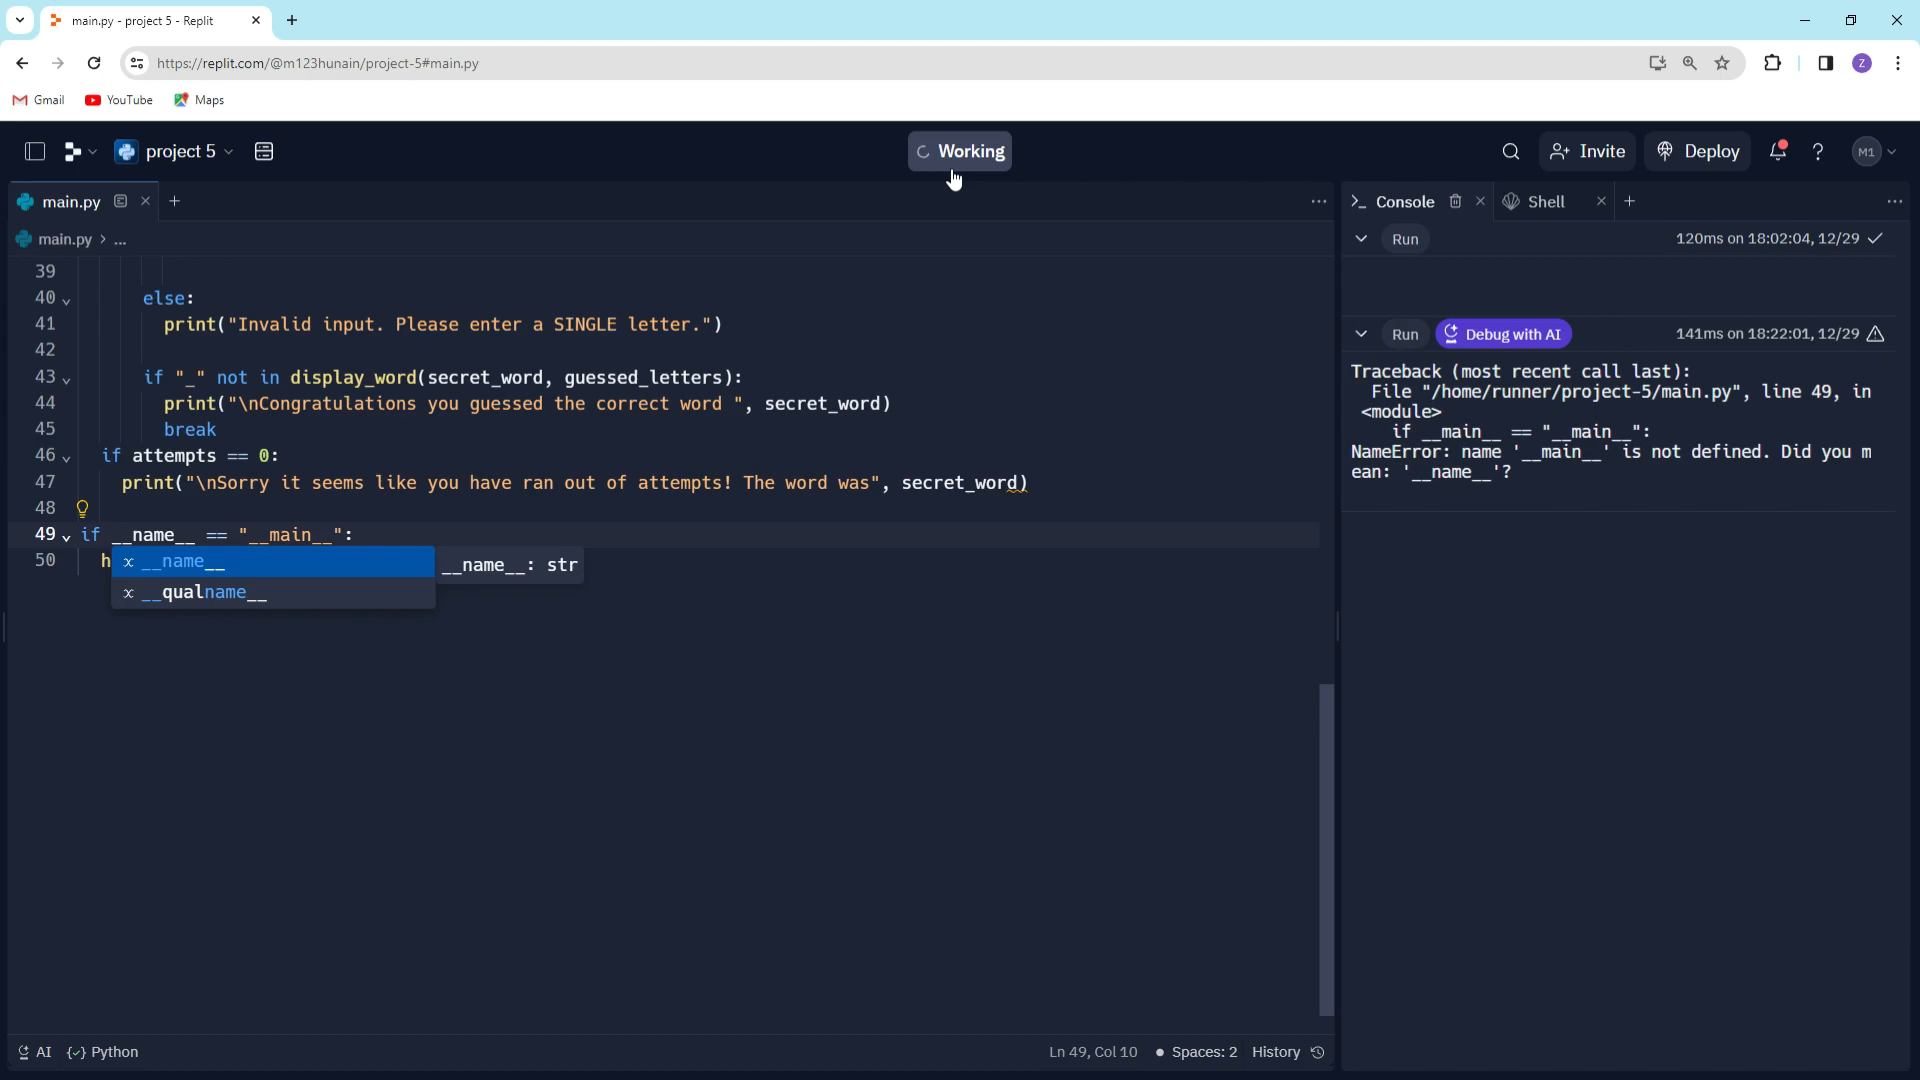 main.py - project 5 - Replit
https://replit.com/@m123hunain/project-5#main.py
Z
Gmail YouTube Maps
project 5
Working
Invite
Deploy
?
M1
main.py
main.py > ...
39
40 else:
41 print("Invalid input. Please enter a SINGLE letter.")
42
43 if "_" not in display_word(secret_word, guessed_letters):
44 print("\nCongratulations you guessed the correct word ", secret_word)
45 break
46 if attempts == 0:
47 print("\nSorry it seems like you have ran out of attempts! The word was", secret_word)
48
49 if __name__ == "__main__":
50 h
x __name__
__name__: str
x __qualname__
AI
Python
Ln 49, Col 10
Spaces: 2
History
Console
Shell
Run
120ms on 18:02:04, 12/29
Run
Debug with AI
141ms on 18:22:01, 12/29
Traceback (most recent call last):
File "/home/runner/project-5/main.py", line 49, in
<module>
if __main__ == "__main__":
NameError: name '__main__' is not defined. Did you m
ean: '__name__'?